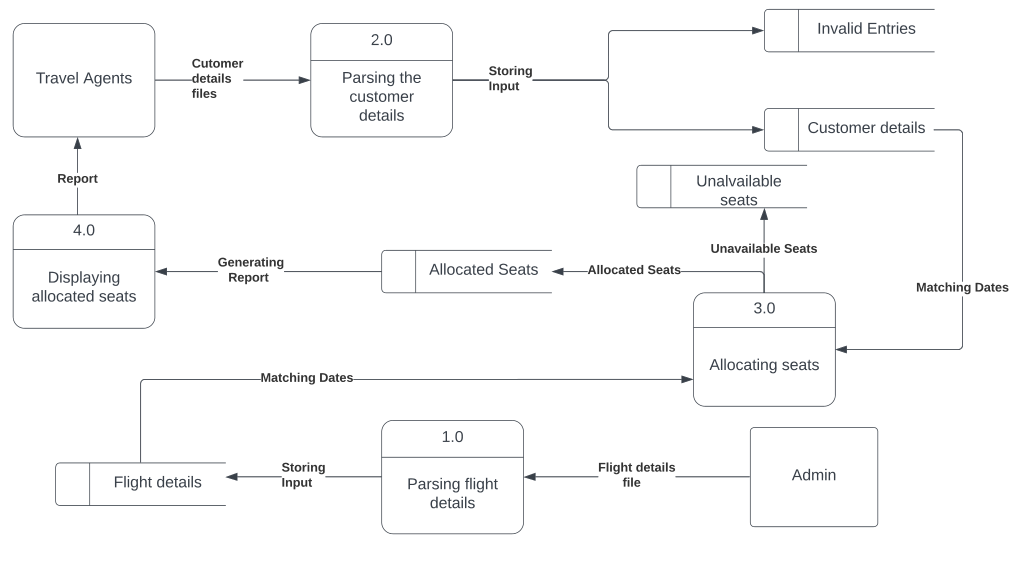 Travel Agents
Cutomer
details
files
2.0
Parsing the
customer
details
Storing
Input
Invalid Entries
Customer details
Unalvailable
seats
Report
4.0
Displaying
allocated seats
Generating
Report
Allocated Seats
Allocated Seats
Unavailable Seats
Matching Dates
3.0
Allocating seats
Matching Dates
1.0
Parsing flight
details
Flight details
Storing
Input
Flight details
file
Admin